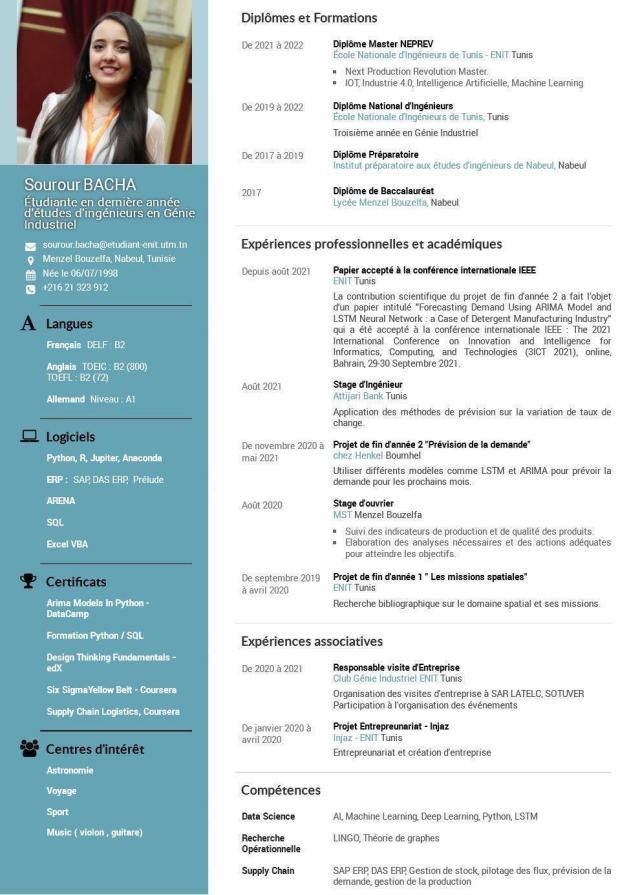 Sourour BACHA
Étudiante en dernière année
d'études d'ingénieurs en Génie
Industriel
sourour.bacha@etudiant-enit.utm.tn
Menzel Bouzelfa, Nabeul, Tunisie
Née le 06/07/1998
+216 21 323 912
Langues
Français DELF : B2
Anglais TOEIC : B2 (800)
TOEFL : B2 (72)
Allemand Niveau : A1
Logiciels
Python, R, Jupiter, Anaconda
ERP : SAP, DAS ERP, Prélude
ARENA
SQL
Excel VBA
Certificats
Arima Models In Python -
DataCamp
Formation Python / SQL
Design Thinking Fundamentals –
edX
Six SigmaYellow Belt - Coursera
Supply Chain Logistics, Coursera
Centres d'intérêt
Astronomie
Voyage
Sport
Music ( violon , guitare)
Diplômes et Formations
De 2021 à 2022 Diplôme Master NEPREV
École Nationale d'Ingénieurs de Tunis - ENIT Tunis
Next Production Revolution Master.
IOT, Industrie 4.0, Intelligence Artificielle, Machine Learning
De 2019 à 2022 Diplôme National d'Ingénieurs
École Nationale d'Ingénieurs de Tunis, Tunis
Troisième année en Génie Industriel
De 2017 à 2019 Diplôme Préparatoire
Institut préparatoire aux études d'ingénieurs de Nabeul, Nabeul
2017 Diplôme de Baccalauréat
Lycée Menzel Bouzelfa, Nabeul
Expériences professionnelles et académiques
Depuis août 2021 Papier accepté à la conférence internationale IEEE
ENIT Tunis
La contribution scientifique du projet de fin d'année 2 a fait l'objet
d'un papier intitulé "Forecasting Demand Using ARIMA Model and
LSTM Neural Network : a Case of Detergent Manufacturing Industry"
qui a été accepté à la conférence internationale IEEE : The 2021
International Conference on Innovation and Intelligence for
Informatics, Computing, and Technologies (3ICT 2021), online,
Bahrain, 29-30 Septembre 2021.
Août 2021 Stage d'Ingénieur
Attijari Bank Tunis
Application des méthodes de prévision sur la variation de taux de
change.
De novembre 2020 à Projet de fin d'année 2 "Prévision de la demande"
mai 2021 chez Henkel Boumhel
Utiliser différents modèles comme LSTM et ARIMA pour prévoir la
demande pour les prochains mois.
Août 2020 Stage d'ouvrier
MST Menzel Bouzelfa
Suivi des indicateurs de production et de qualité des produits.
Elaboration des analyses nécessaires et des actions adéquates
pour atteindre les objectifs.
De septembre 2019 Projet de fin d'année 1 " Les missions spatiales"
à avril 2020 ENIT Tunis
Recherche bibliographique sur le domaine spatial et ses missions.
Expériences associatives
De 2020 à 2021 Responsable visite d'Entreprise
Club Génie Industriel ENIT Tunis
Organisation des visites d'entreprise à SAR LATELC, SOTUVER
Participation à l'organisation des événements
De janvier 2020 à Projet Entrepreunariat - Injaz
avril 2020 Injaz - ENIT Tunis
Entrepreunariat et création d'entreprise
Compétences
Data Science AI, Machine Learning, Deep Learning, Python, LSTM
Recherche LINGO, Théorie de graphes
Opérationnelle
Supply Chain SAP ERP, DAS ERP, Gestion de stock, pilotage des flux, prévision de la
demande, gestion de la production